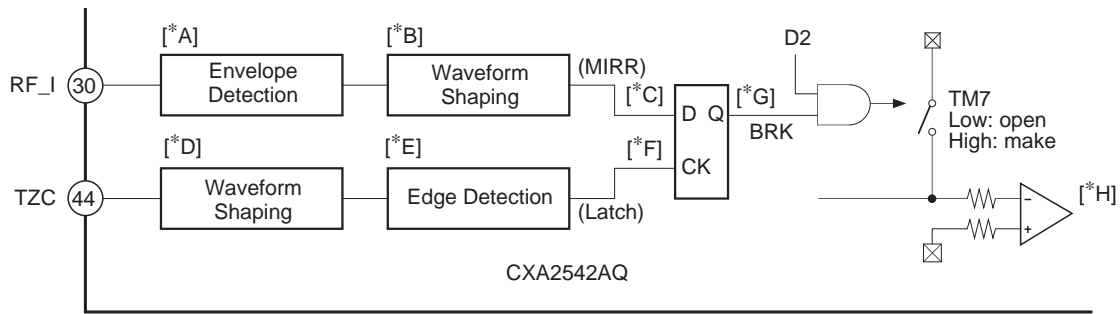 [*A]
[*B]
RF_I
30
Envelope
Detection
Waveform
Shaping
(MIRR)
[*C]
D
Q
[*G]
BRK
D2
TM7
Low: open
High: make
[*D]
[*E]
[*F]
CK
TZC
44
Waveform
Shaping
Edge Detection
(Latch)
−
+
[*H]
CXA2542AQ